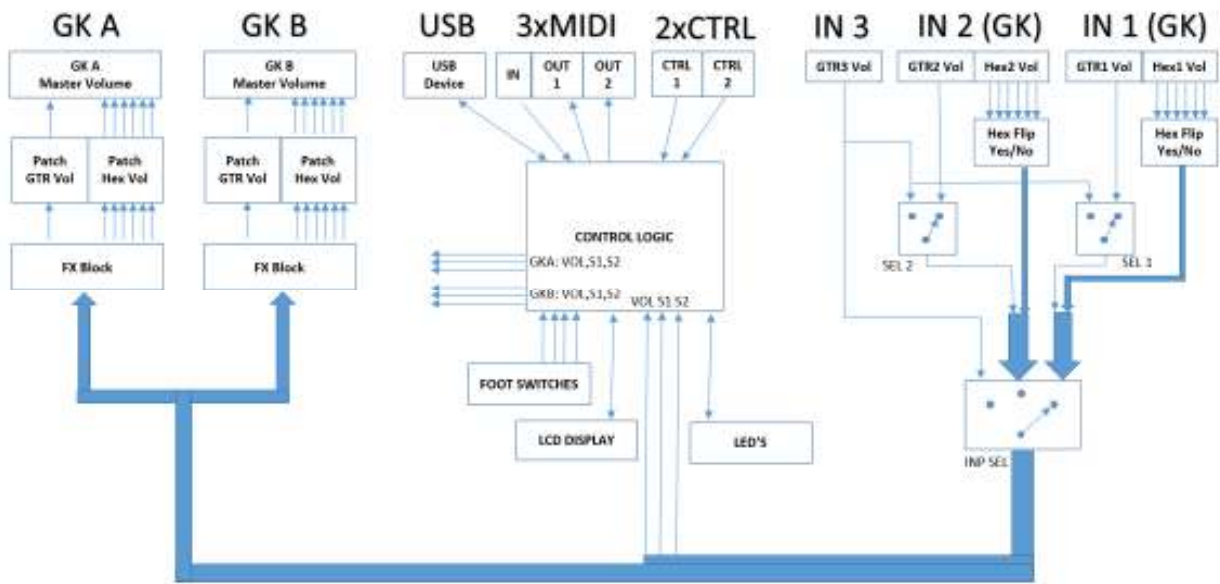 GK A
GK B
USB
3xMIDI
2xCTRL
IN 3
IN 2 (GK)
IN 1 (GK)
GK A
Master Volume
GK B
Master Volume
USB
Device
IN
OUT
1
OUT
2
CTRL
1
CTRL
2
GTR3 Vol
GTR2 Vol
Hex2 Vol
GTR1 Vol
Hex1 Vol
Patch
GTR Vol
Patch
Hex Vol
Patch
GTR Vol
Patch
Hex Vol
Hex Flip
Yes/No
Hex Flip
Yes/No
FX Block
FX Block
CONTROL LOGIC
GKA: VOL,S1,S2
GKB: VOL,S1,S2
VOL S1 S2
SEL 2
SEL 1
FOOT SWITCHES
LCD DISPLAY
LED'S
INP SEL